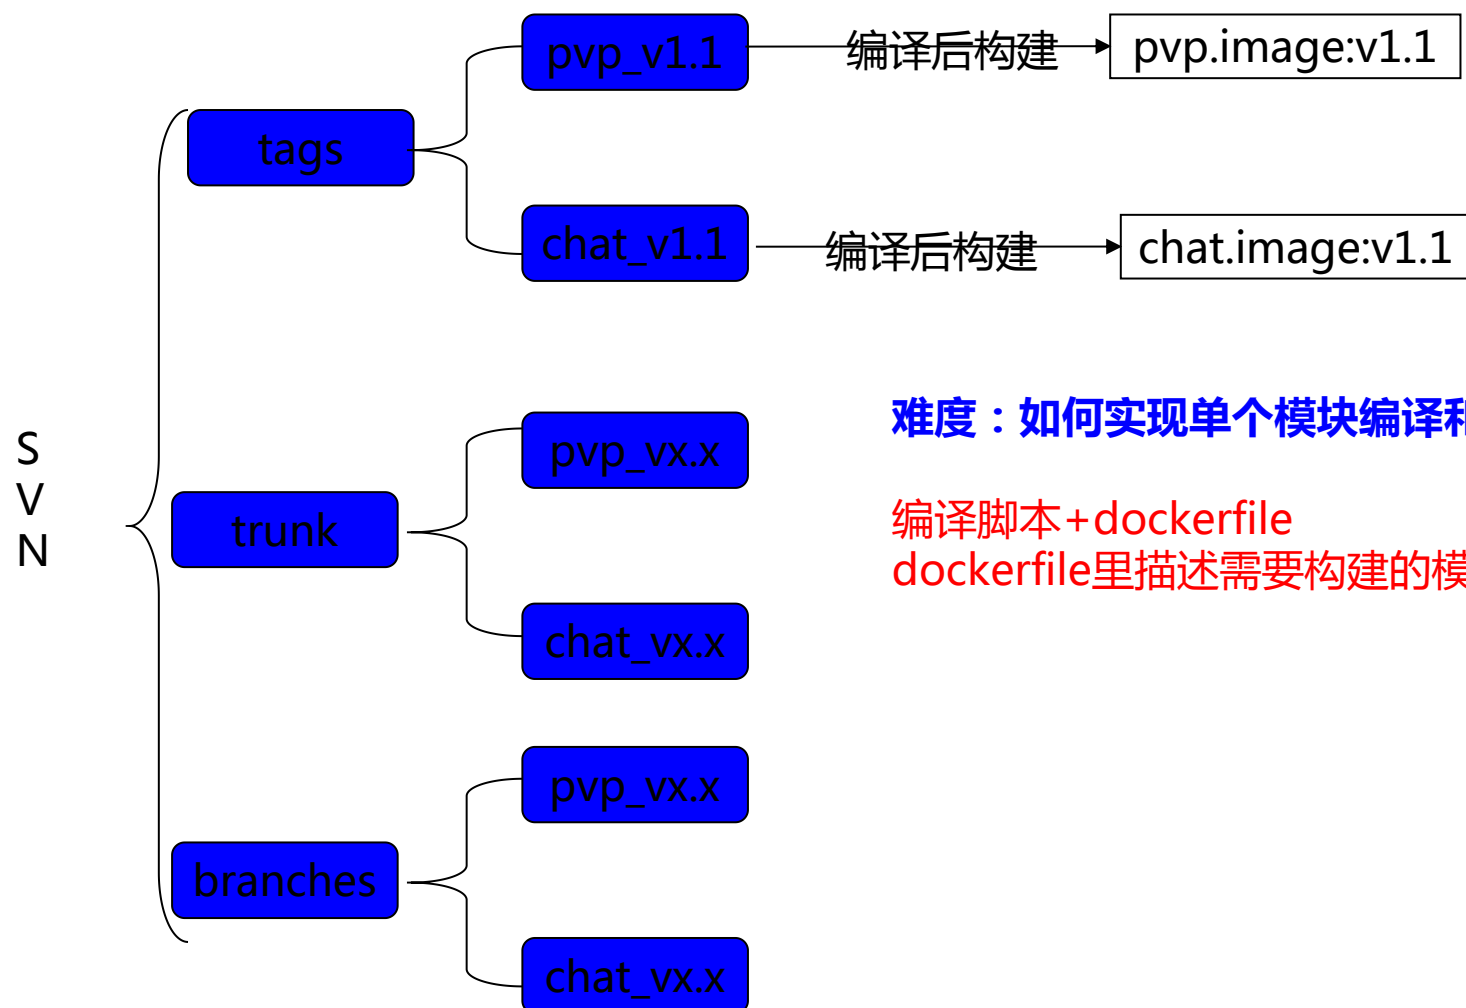 S
V
N
tags
pvp_v1.1
编译后构建
pvp.image:v1.1
chat_v1.1
编译后构建
chat.image:v1.1
trunk
pvp_vx.x
chat_vx.x
难度：如何实现单个模块编译和
编译脚本+dockerfile
dockerfile里描述需要构建的模
branches
pvp_vx.x
chat_vx.x